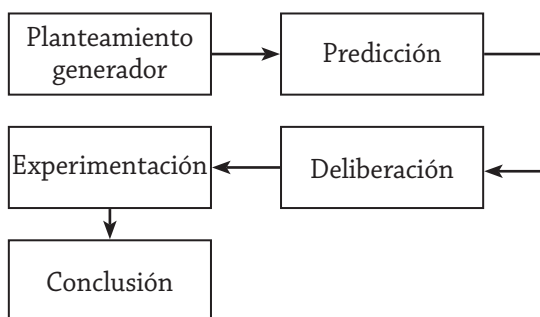 Planteamiento
generador
Predicción
Experimentación
Deliberación
Conclusión